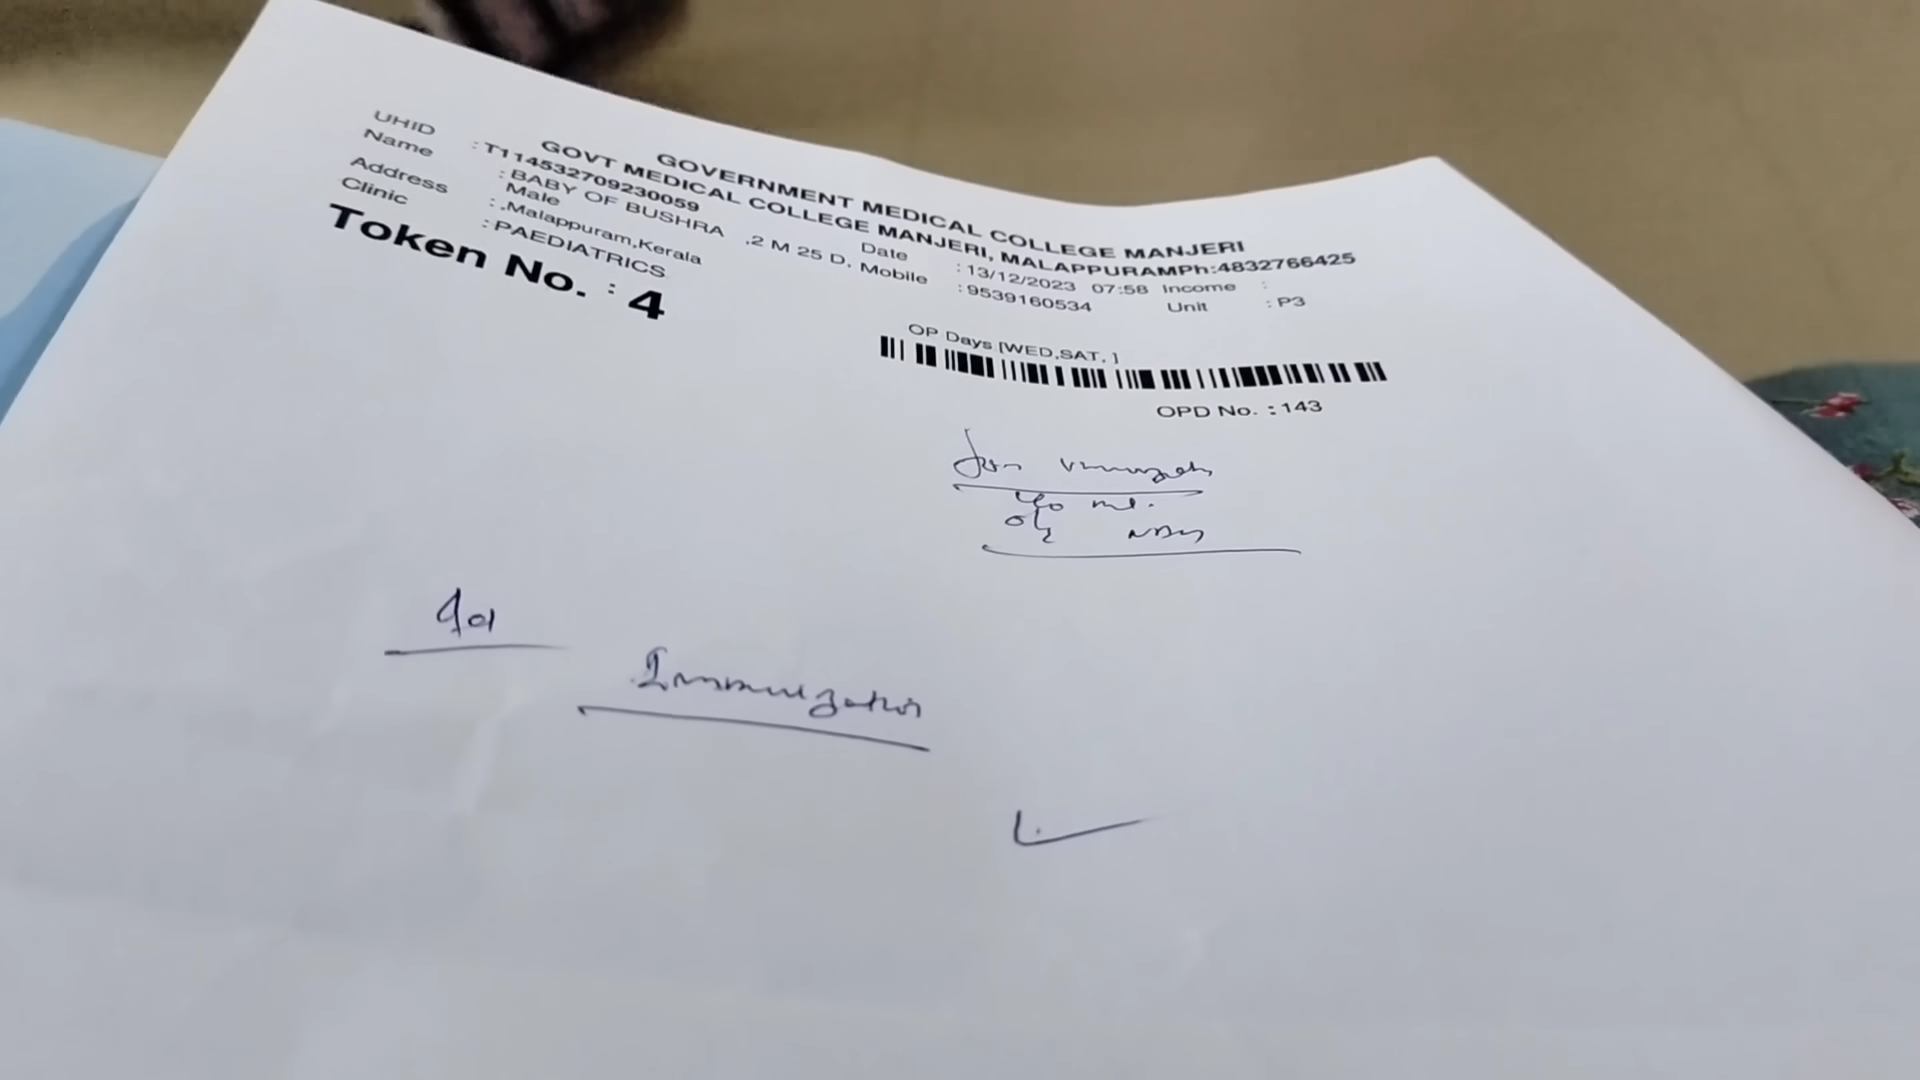 GOVERNMENT MEDICAL COLLEGE MANJERI
GOVT MEDICAL COLLEGE MANJERI, MALAPPURAMPh:4832766425
UHID : T114532709230059
Name : BABY OF BUSHRA ,2 M 25 D, Male
Date : 13/12/2023 07:58 Income :
Address : .Malappuram,Kerala
Mobile : 9539160534 Unit : P3
Clinic : PAEDIATRICS
Token No. : 4
OP Days [WED,SAT, ]
OPD No. : 143
Immunization